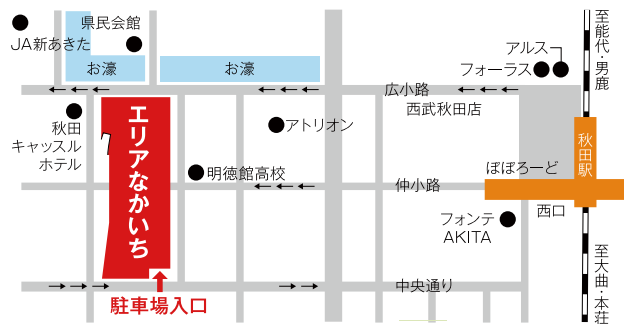 県民会館
JA新あきた
お濠
お濠
アルス
フォーラス
至能代・男鹿
広小路
西武秋田店
秋田
キャッスル
ホテル
エリアなかいち
アトリオン
明徳館高校
秋田駅
ぽぽろーど
仲小路
西口
フォンテ
AKITA
至大曲・本荘
中央通り
駐車場入口